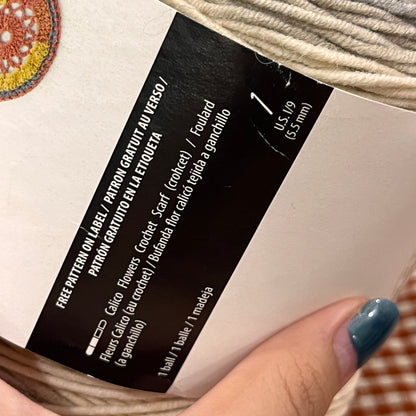 FREE PATTERN ON LABEL / PATRON GRATUIT AU VERSO /
PATRÓN GRATUITO EN LA ETIQUETA
Calico Flowers Crochet Scarf (crohcet) / Foulard
Fleurs Calico (au crochet) / Bufanda flor calicó tejida a ganchillo
(a ganchillo)
1 ball / 1 balle / 1 madeja
U.S. I/9
(5.5 mm)